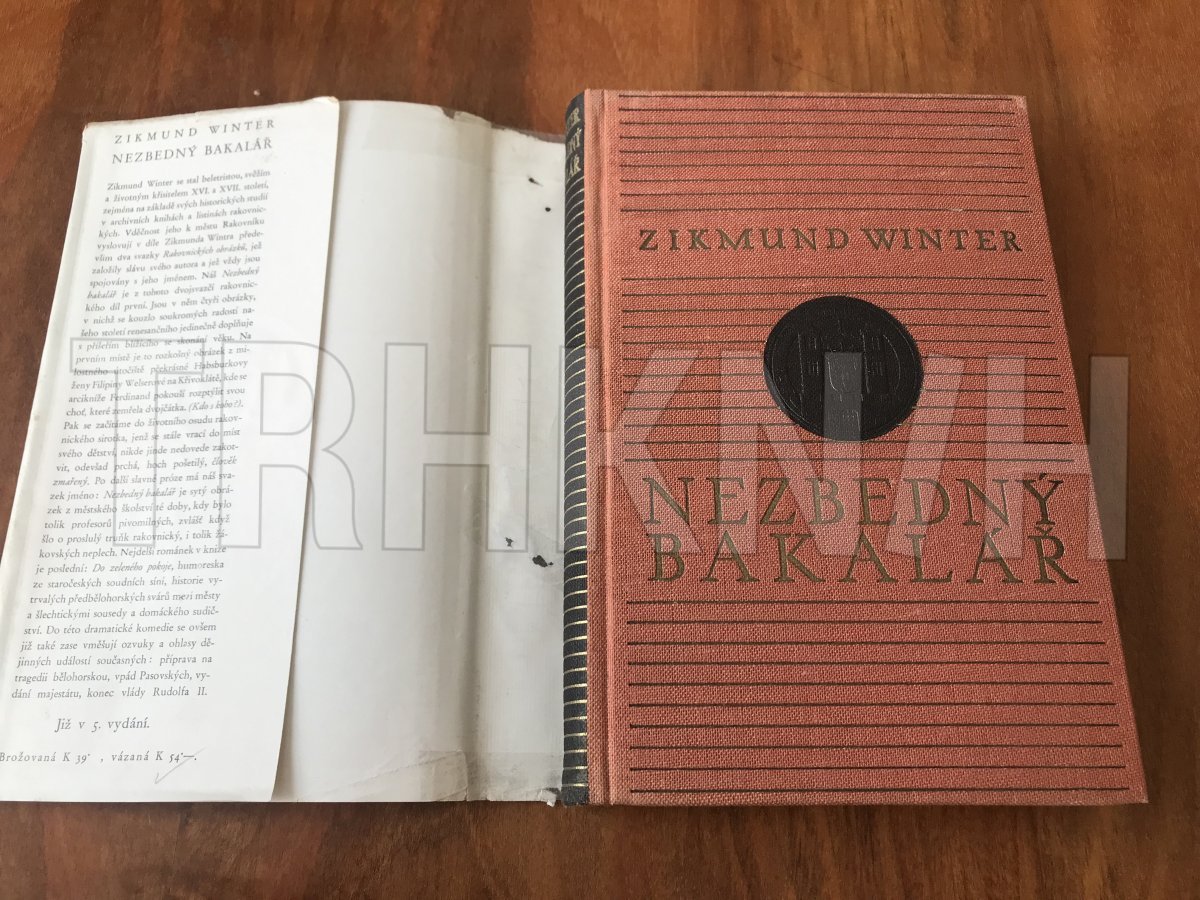 ZIKMUND WINTER
NEZBEDNÝ BAKALÁŘ
Zikmund Winter se stal beletristou, svěžím
a životným křisitelem XVI. a XVII. století,
zejména na základě svých historických studií
v archivních knihách a listinách rakovnic-
kých. Vděčnost jeho k městu Rakovníku
vyslovují v díle Zikmunda Wintra přede-
vším dva svazky Rakovnických obrázků, jež
založily slávu svého autora a jež vždy jsou
spojovány s jeho jménem. Náš Nezbedný
bakalář je z tohoto dvojsvazčí rakovnic-
kého díl první. Jsou v něm čtyři obrázky,
v nichž se kouzlo soukromých radostí na-
šeho století renesančního jedinečně doplňuje
s příšeřím blížícího se skonání věku. Na
prvním místě je to rozkošný obrázek z mi-
lostného útočiště překrásné Habsburkovy
ženy Filipiny Welserové na Křivoklátě, kde se
arcikníže Ferdinand pokouší rozptýlit svou
choť, které zemřela dvojčátka. (Kdo s koho?).
Pak se začítáme do životního osudu rakov-
nického sirotka, jenž se stále vrací do míst
svého dětství, nikde jinde nedovede zakot-
vit, odevšad prchá, hoch pošetilý, člověk
zmařený. Po další slavné próze má náš sva-
zek jméno: Nezbedný bakalář je sytý obrá-
zek z městského školství té doby, kdy bylo
tolik profesorů pivomilných, zvlášť když
šlo o proslulý truňk rakovnický, i tolik žá-
kovských neplech. Nejdelší románek v knize
je poslední: Do zeleného pokoje, humoreska
ze staročeských soudních síní, historie vy-
trvalých předbělohorských svárů mezi městy
a šlechtickými sousedy a domáckého sudič-
ství. Do této dramatické komedie se ovšem
již také zase vměšují ozvuky a ohlasy dě-
jinných událostí současných: příprava na
tragedii bělohorskou, vpád Pasovských, vy-
dání majestátu, konec vlády Rudolfa II.
Již v 5. vydání.
Brožovaná K 39· , vázaná K 54·—.
ZIKMUND WINTER
NEZBEDNÝ
BAKALÁŘ
TRHKNIH